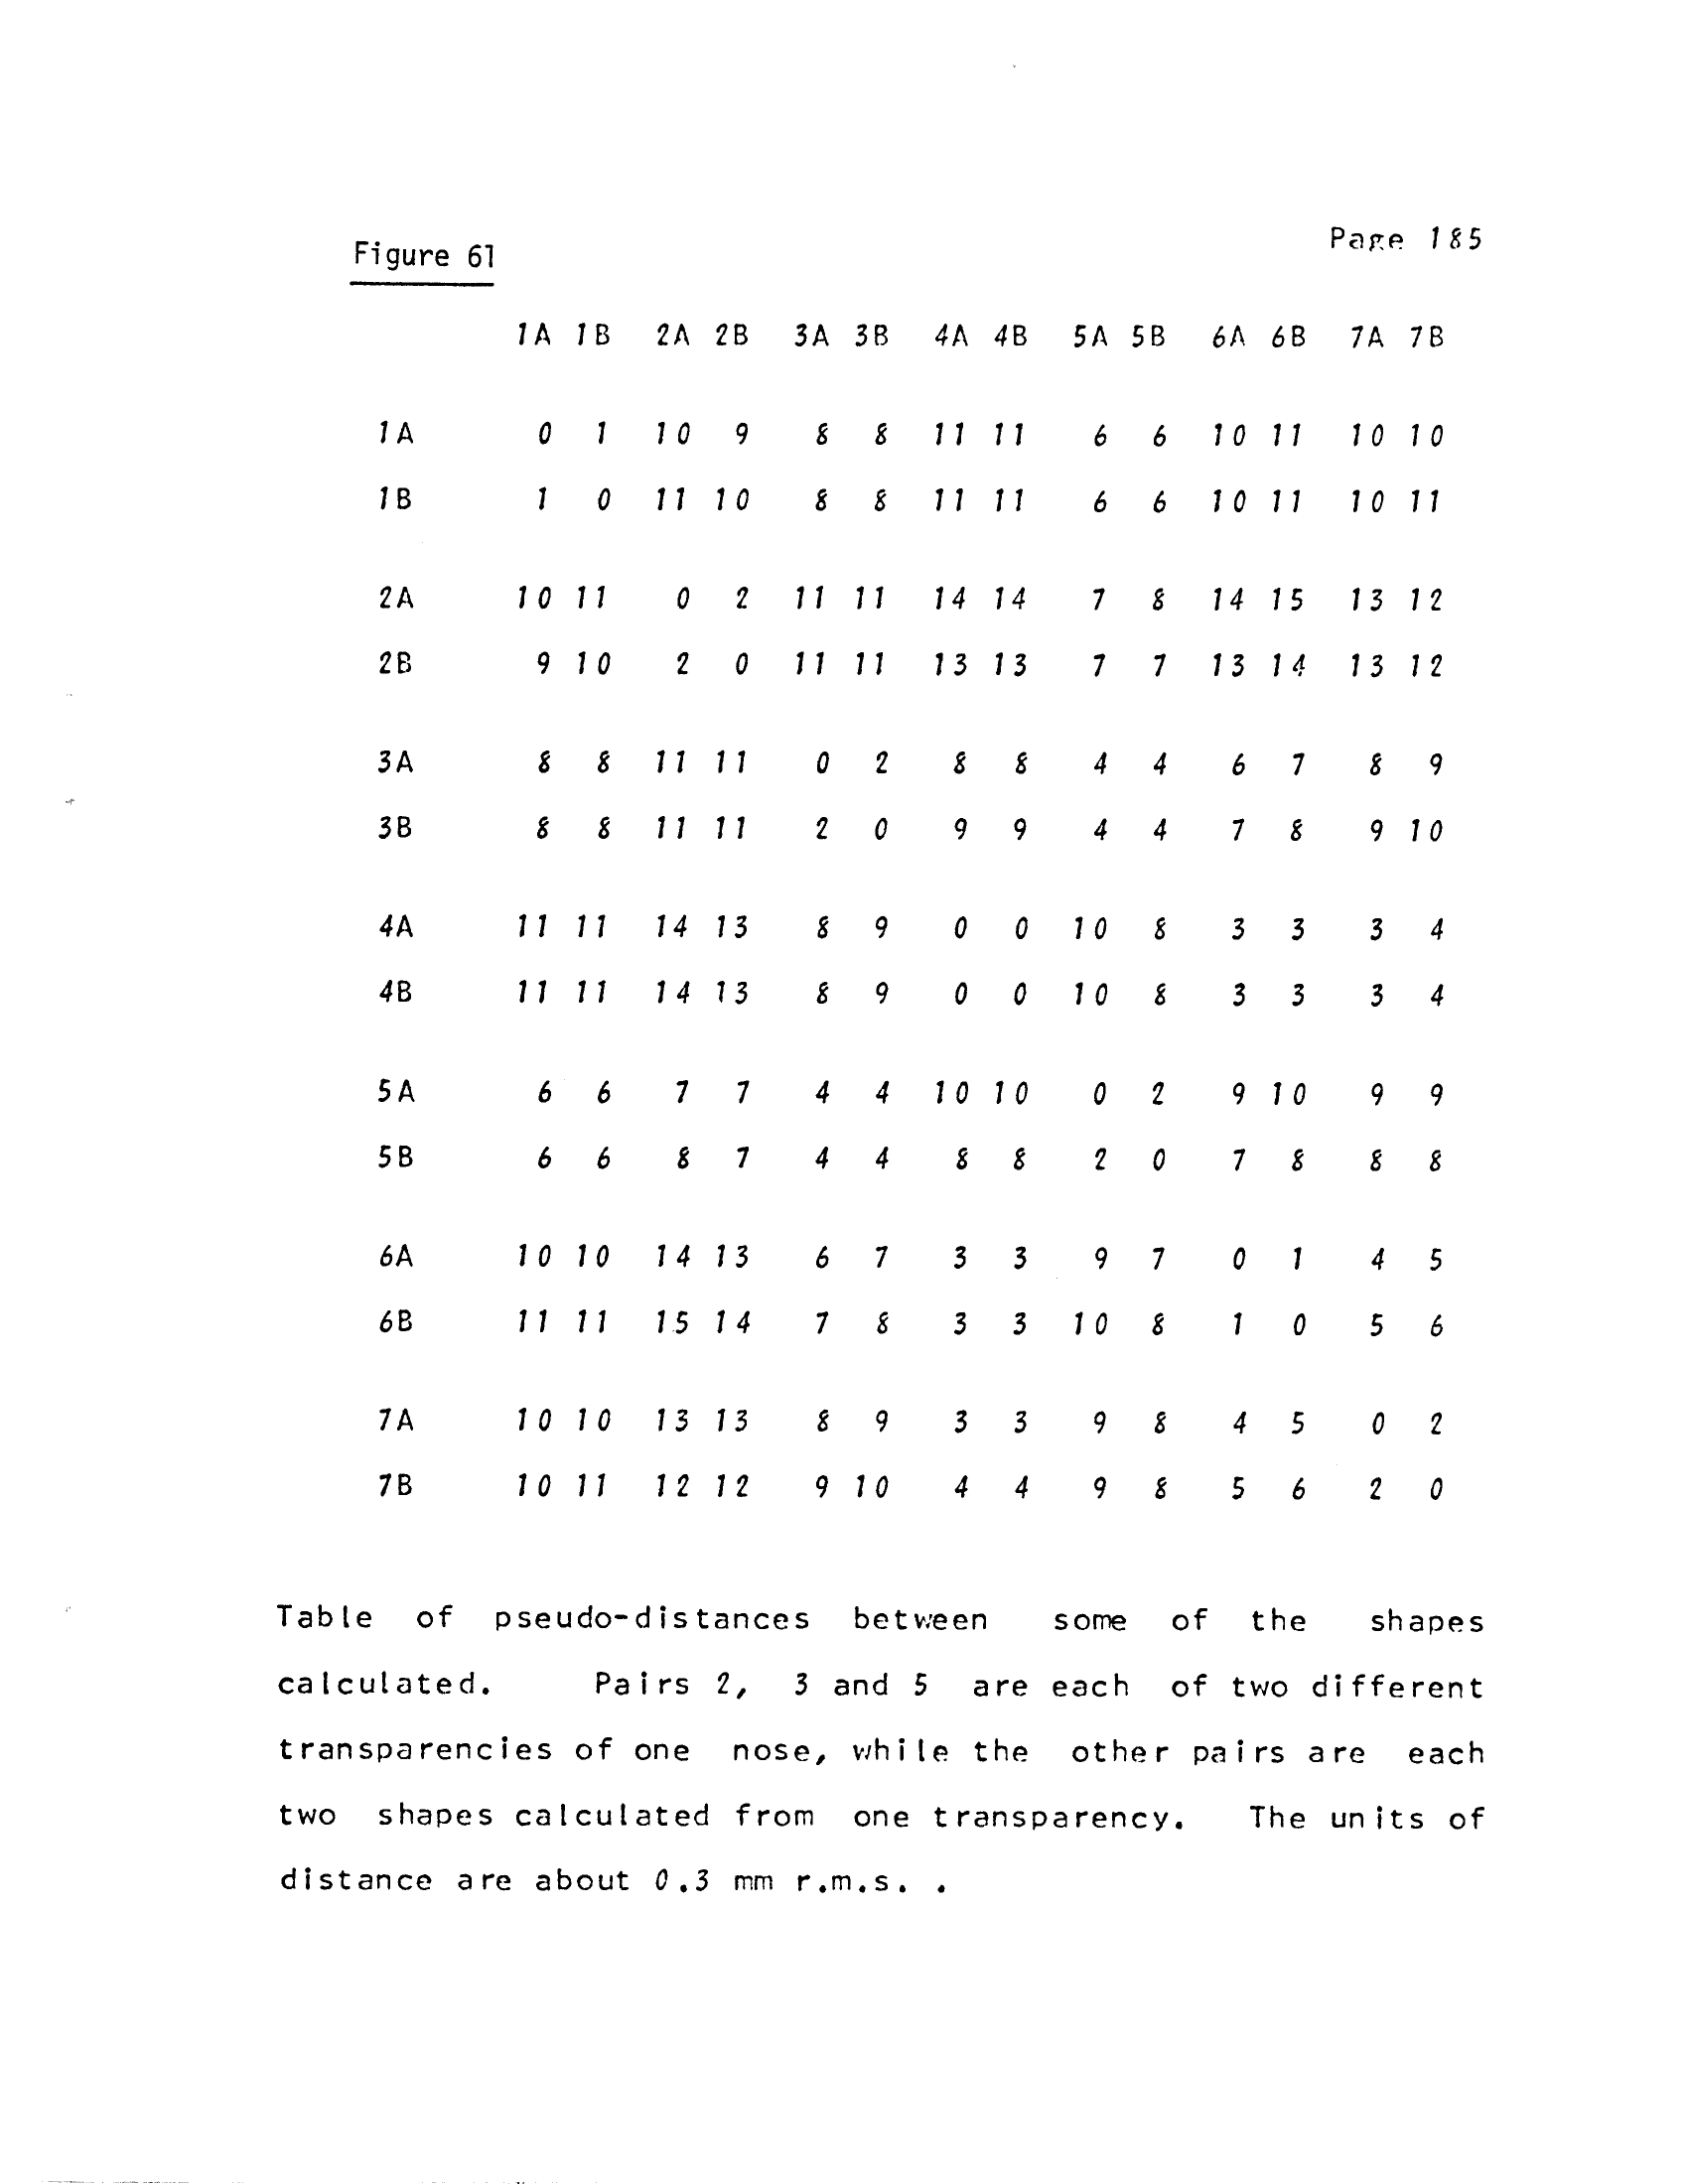 Page 185
Figure 61
1A 1B 2A 2B 3A 3B 4A 4B 5A 5B 6A 6B 7A 7B
1A 0 1 10 9 8 8 11 11 6 6 10 11 10 10
1B 1 0 11 10 8 8 11 11 6 6 10 11 10 11
2A 10 11 0 2 11 11 14 14 7 8 14 15 13 12
2B 9 10 2 0 11 11 13 13 7 7 13 14 13 12
3A 8 8 11 11 0 2 8 8 4 4 6 7 8 9
3B 8 8 11 11 2 0 9 9 4 4 7 8 9 10
4A 11 11 14 13 8 9 0 0 10 8 3 3 3 4
4B 11 11 14 13 8 9 0 0 10 8 3 3 3 4
5A 6 6 7 7 4 4 10 10 0 2 9 10 9 9
5B 6 6 8 7 4 4 8 8 2 0 7 8 8 8
6A 10 10 14 13 6 7 3 3 9 7 0 1 4 5
6B 11 11 15 14 7 8 3 3 10 8 1 0 5 6
7A 10 10 13 13 8 9 3 3 9 8 4 5 0 2
7B 10 11 12 12 9 10 4 4 9 8 5 6 2 0
Table of pseudo-distances between some of the shapes
calculated. Pairs 2, 3 and 5 are each of two different
transparencies of one nose, while the other pairs are each
two shapes calculated from one transparency. The units of
distance are about 0.3 mm r.m.s. .